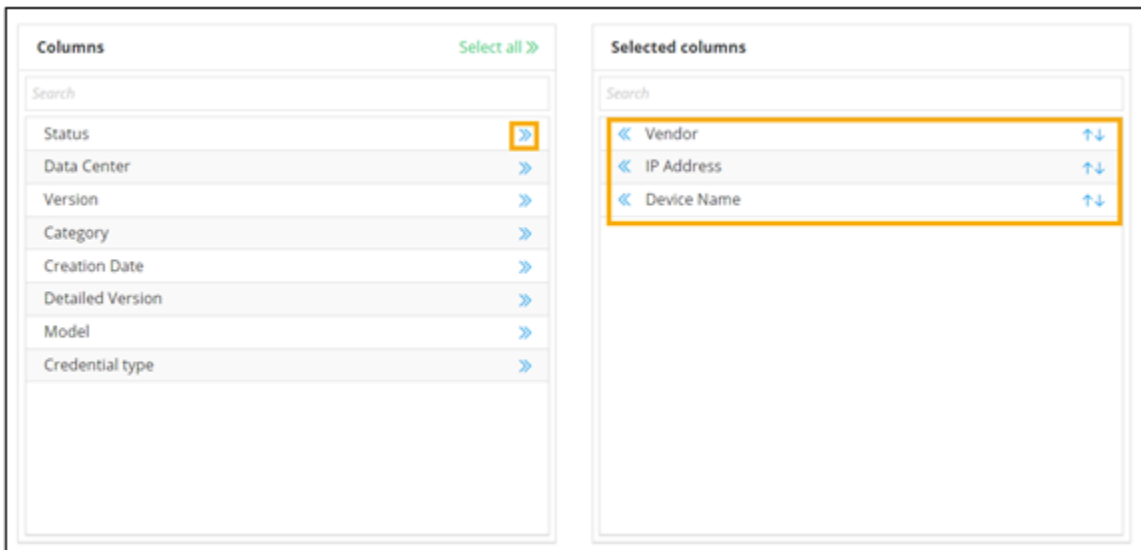 Columns
Select all »
Search
Status
Data Center
Version
Category
Creation Date
Detailed Version
Model
Credential type
Selected columns
Search
Vendor
IP Address
Device Name